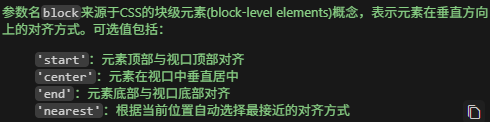 参数名block来源于CSS的块级元素(block-level elements)概念，表示元素在垂直方向
上的对齐方式。可选值包括：
'start'：元素顶部与视口顶部对齐
'center'：元素在视口中垂直居中
'end'：元素底部与视口底部对齐
'nearest'：根据当前位置自动选择最接近的对齐方式